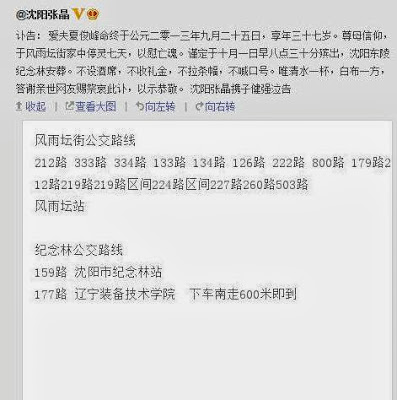 @沈阳张晶
讣告：爱夫夏俊峰命终于公元二零一三年九月二十五日，享年三十七岁。尊母信仰，
于风雨坛街家中停灵七天，以慰亡魂。谨定于十月一日早八点三十分殡出，沈阳东陵
纪念林安葬。不设酒席，不收礼金，不拉条幅，不喊口号。唯清水一杯，白布一方，
答谢亲世网友赐祭哀此讣，以示恭敬。 沈阳张晶携子健强泣告
收起 | 查看大图 | 向左转 | 向右转
风雨坛街公交路线
212路 333路 334路 133路 134路 126路 222路 800路 179路2
12路219路219路区间224路区间227路260路503路
风雨坛站
纪念林公交路线
159路 沈阳市纪念林站
177路 辽宁装备技术学院 下车南走600米即到